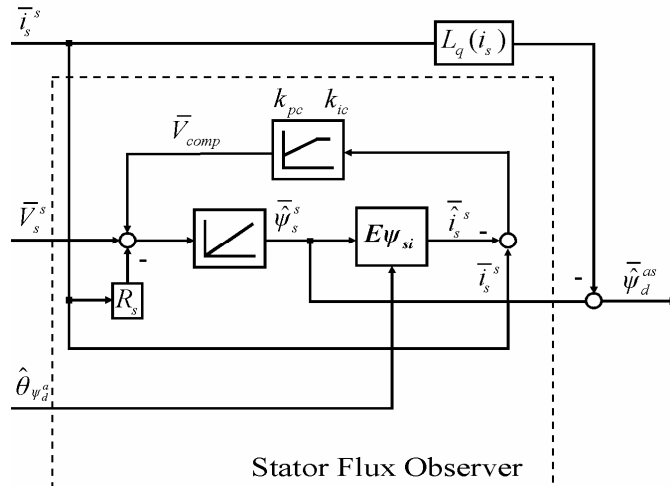 i̅_s^s
L_q(i_s)
k_pc k_ic
V̅_comp
V̅_s^s
-
ψ̅̂_s^s
Eψ_si
i̅̂_s^s
-
i̅_s^s
R_s
-
ψ̅̂_d^as
θ̂_ψ_d^a
Stator Flux Observer